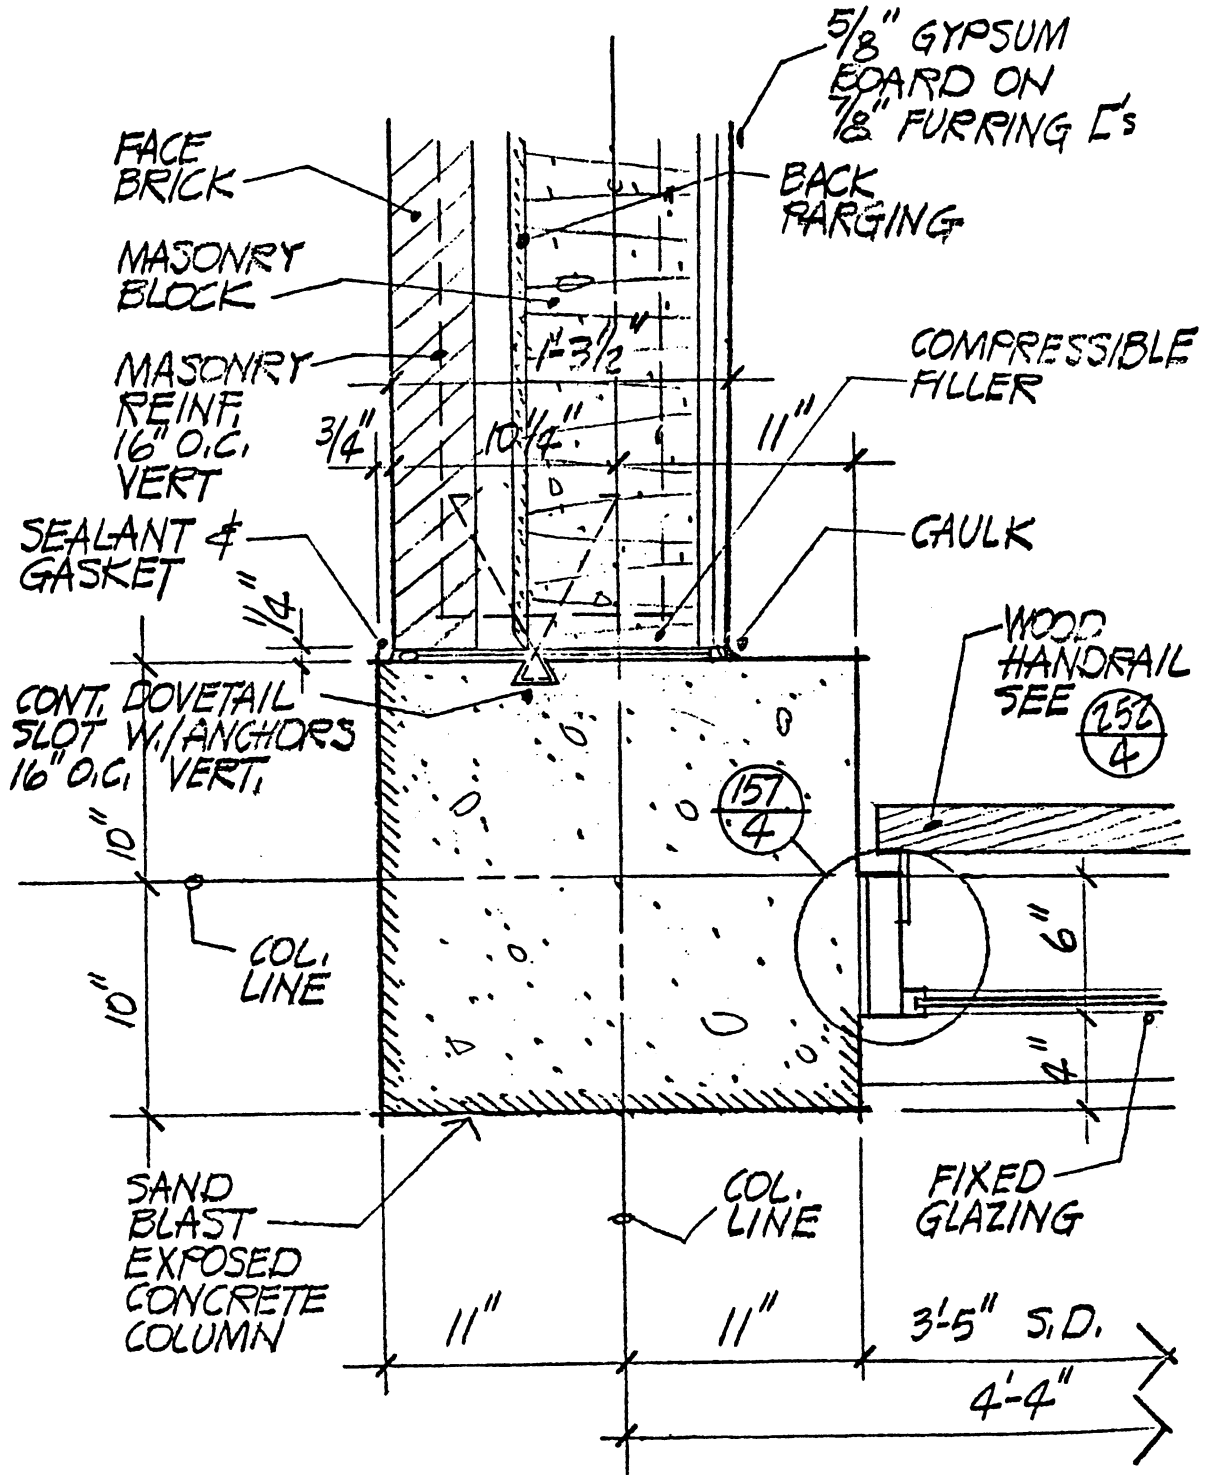 5/8" GYPSUM
BOARD ON
7/8" FURRING ['s
FACE
BRICK
BACK
PARGING
MASONRY
BLOCK
1'-3 1/2"
COMPRESSIBLE
FILLER
MASONRY
REINF.
16" O.C.
VERT
3/4"
10 1/4"
11"
SEALANT &
GASKET
CAULK
1/4"
WOOD
HANDRAIL
SEE
252
4
CONT. DOVETAIL
SLOT W./ANCHORS
16" O.C. VERT.
157
4
10"
6"
COL.
LINE
10"
4"
SAND
BLAST
EXPOSED
CONCRETE
COLUMN
COL.
LINE
FIXED
GLAZING
11"
11"
3'-5" S.D.
4'-4"